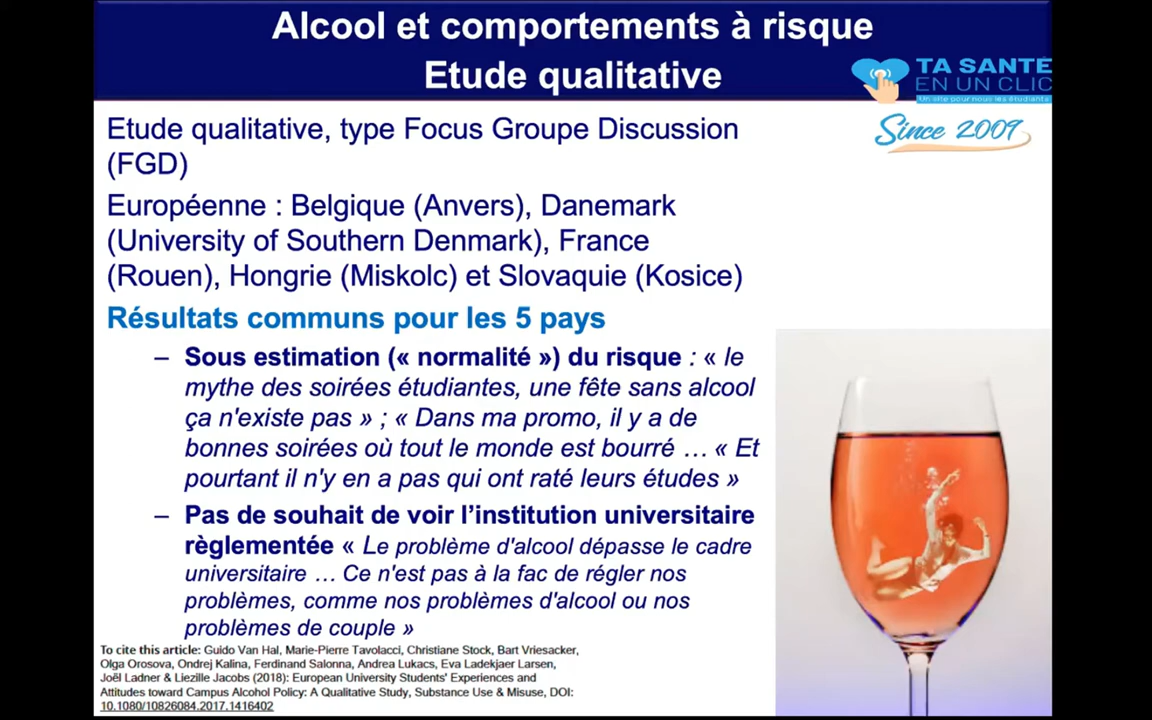 Alcool et comportements à risque
Etude qualitative
TA SANTÉ
EN UN CLIC
Un site pour nous les étudiants
Since 2009
Etude qualitative, type Focus Groupe Discussion
(FGD)
Européenne : Belgique (Anvers), Danemark
(University of Southern Denmark), France
(Rouen), Hongrie (Miskolc) et Slovaquie (Kosice)
Résultats communs pour les 5 pays
– Sous estimation (« normalité ») du risque : « le
mythe des soirées étudiantes, une fête sans alcool
ça n'existe pas » ; « Dans ma promo, il y a de
bonnes soirées où tout le monde est bourré … « Et
pourtant il n'y en a pas qui ont raté leurs études »
– Pas de souhait de voir l’institution universitaire
règlementée « Le problème d'alcool dépasse le cadre
universitaire … Ce n'est pas à la fac de régler nos
problèmes, comme nos problèmes d'alcool ou nos
problèmes de couple »
To cite this article: Guido Van Hal, Marie-Pierre Tavolacci, Christiane Stock, Bart Vriesacker,
Olga Orosova, Ondrej Kalina, Ferdinand Salonna, Andrea Lukacs, Eva Ladekjaer Larsen,
Joël Ladner & Liezille Jacobs (2018): European University Students' Experiences and
Attitudes toward Campus Alcohol Policy: A Qualitative Study, Substance Use & Misuse, DOI:
10.1080/10826084.2017.1416402